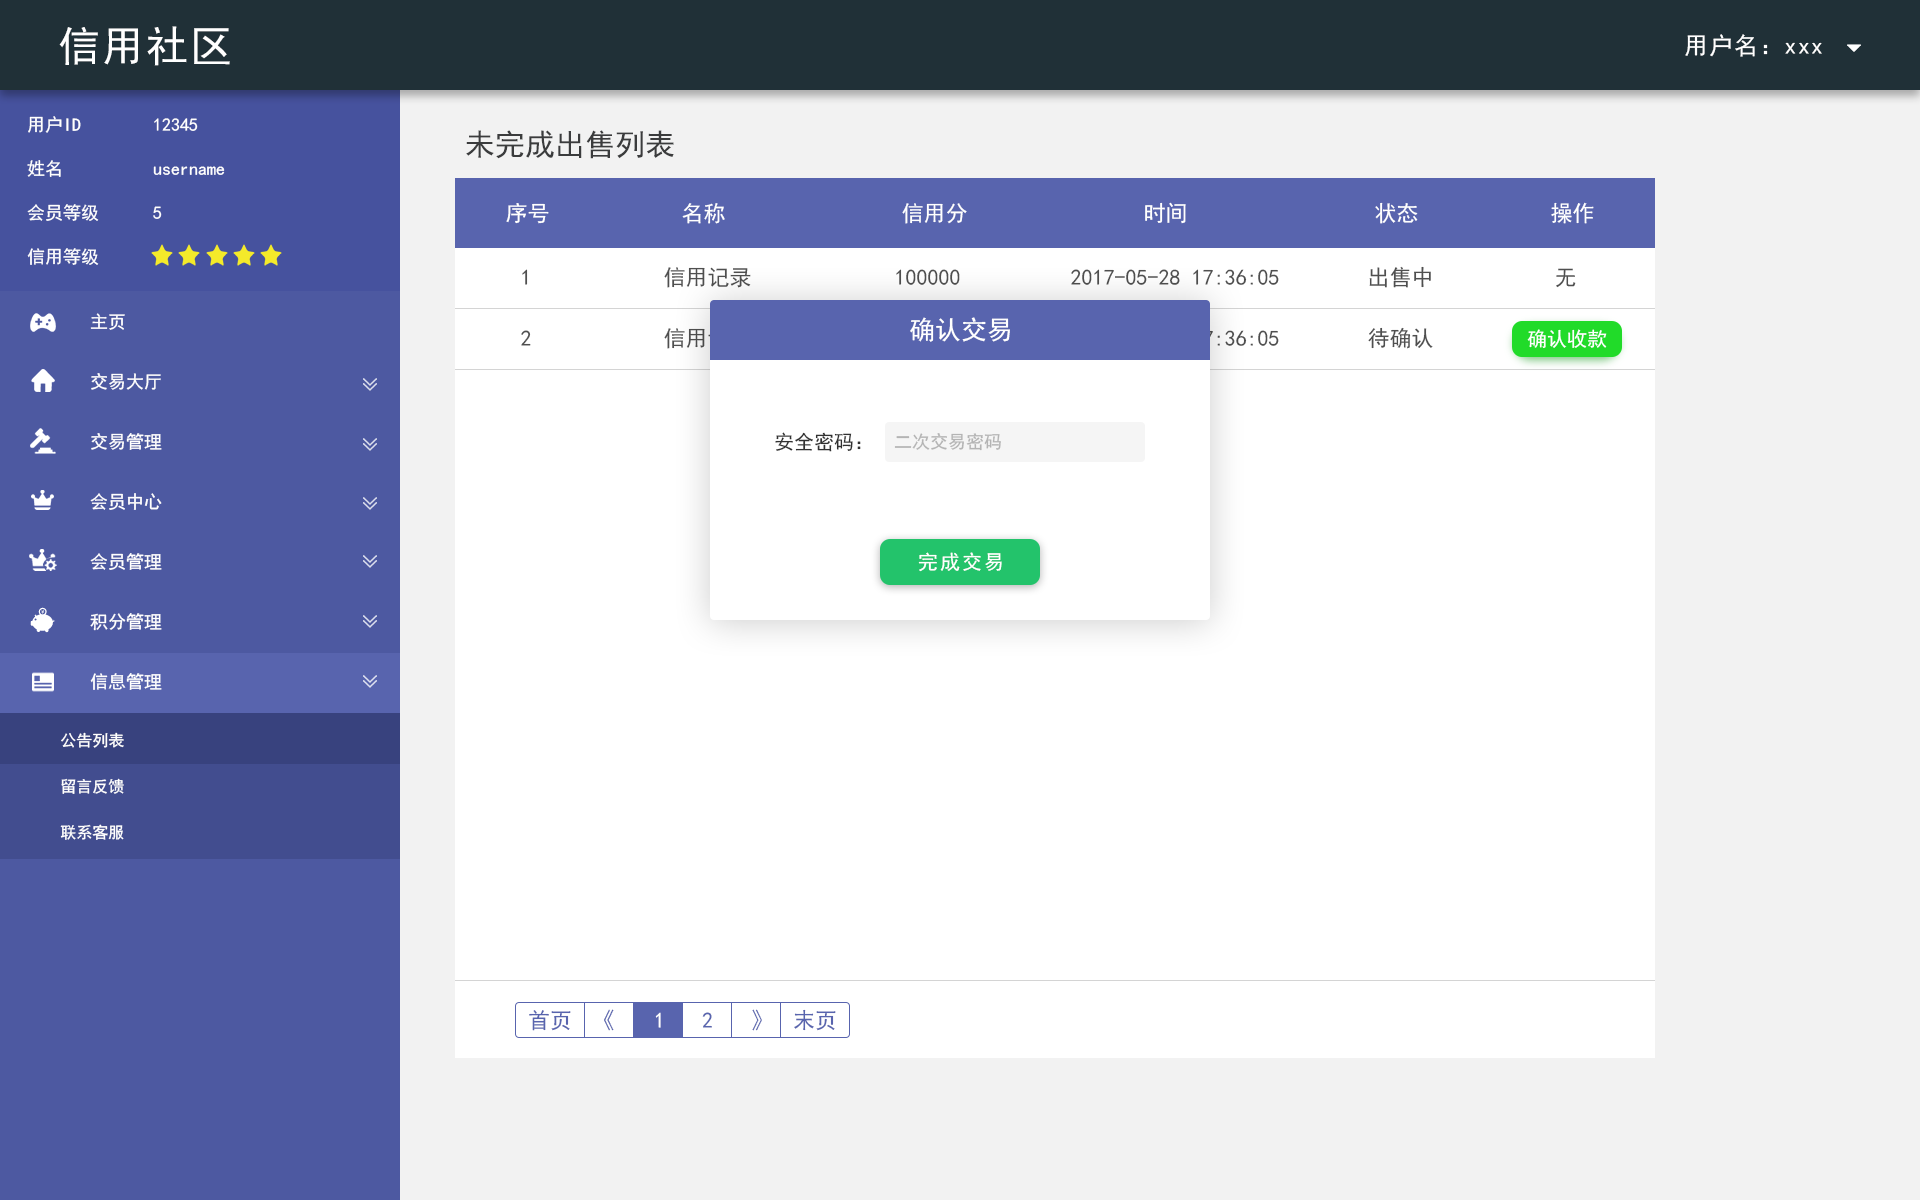 信用社区
用户名：xxx
用户ID 12345
姓名 username
会员等级 5
信用等级
主页
交易大厅
交易管理
会员中心
会员管理
积分管理
信息管理
公告列表
留言反馈
联系客服
未完成出售列表
序号 名称 信用分 时间 状态 操作
1 信用记录 100000 2017-05-28 17:36:05 出售中 无
2 信用 :36:05 待确认 确认收款
确认交易
安全密码： 二次交易密码
完成交易
首页 《 1 2 》 末页